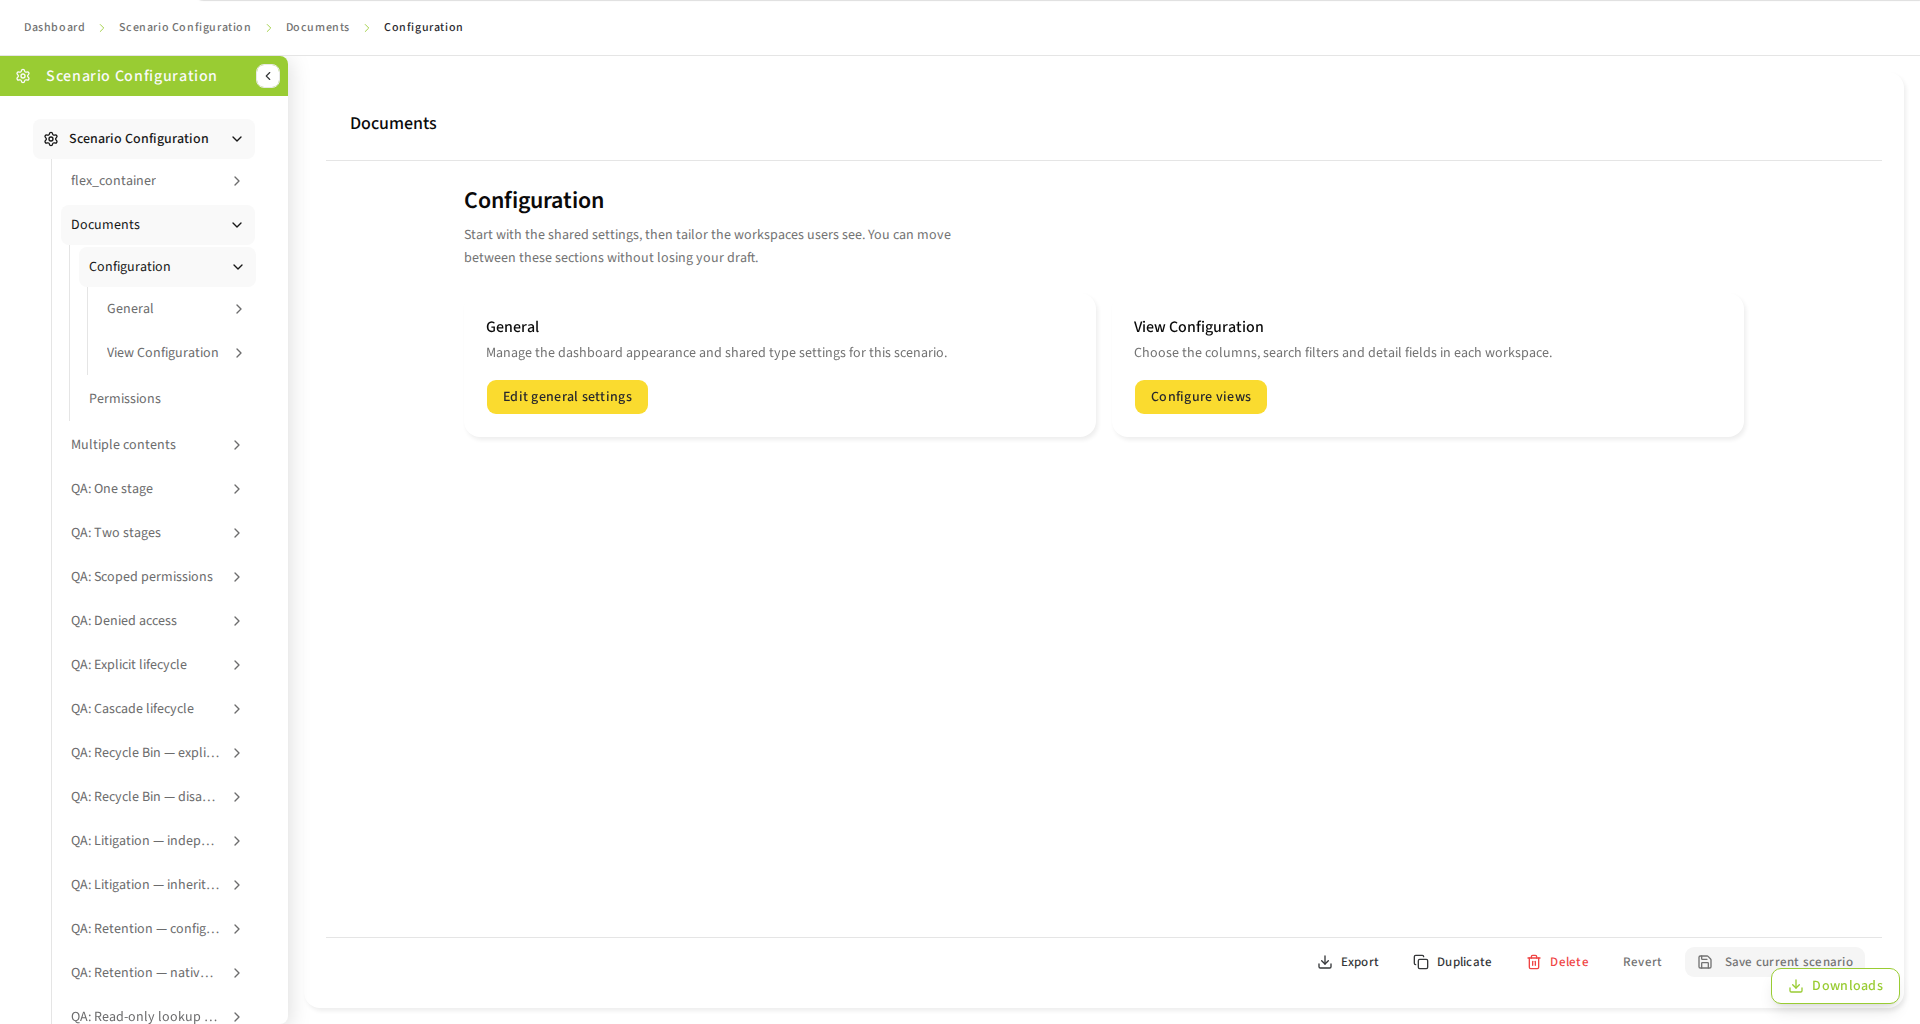 Dashboard
Scenario Configuration
Documents
Configuration
Scenario Configuration
Scenario Configuration
flex_container
Documents
Configuration
General
View Configuration
Permissions
Multiple contents
QA: One stage
QA: Two stages
QA: Scoped permissions
QA: Denied access
QA: Explicit lifecycle
QA: Cascade lifecycle
QA: Recycle Bin — expli…
QA: Recycle Bin — disa…
QA: Litigation — indep…
QA: Litigation — inherit…
QA: Retention — config…
QA: Retention — nativ…
QA: Read-only lookup …
Documents
Configuration
Start with the shared settings, then tailor the workspaces users see. You can move
between these sections without losing your draft.
General
Manage the dashboard appearance and shared type settings for this scenario.
Edit general settings
View Configuration
Choose the columns, search filters and detail fields in each workspace.
Configure views
Export
Duplicate
Delete
Revert
Save current scenario
Downloads